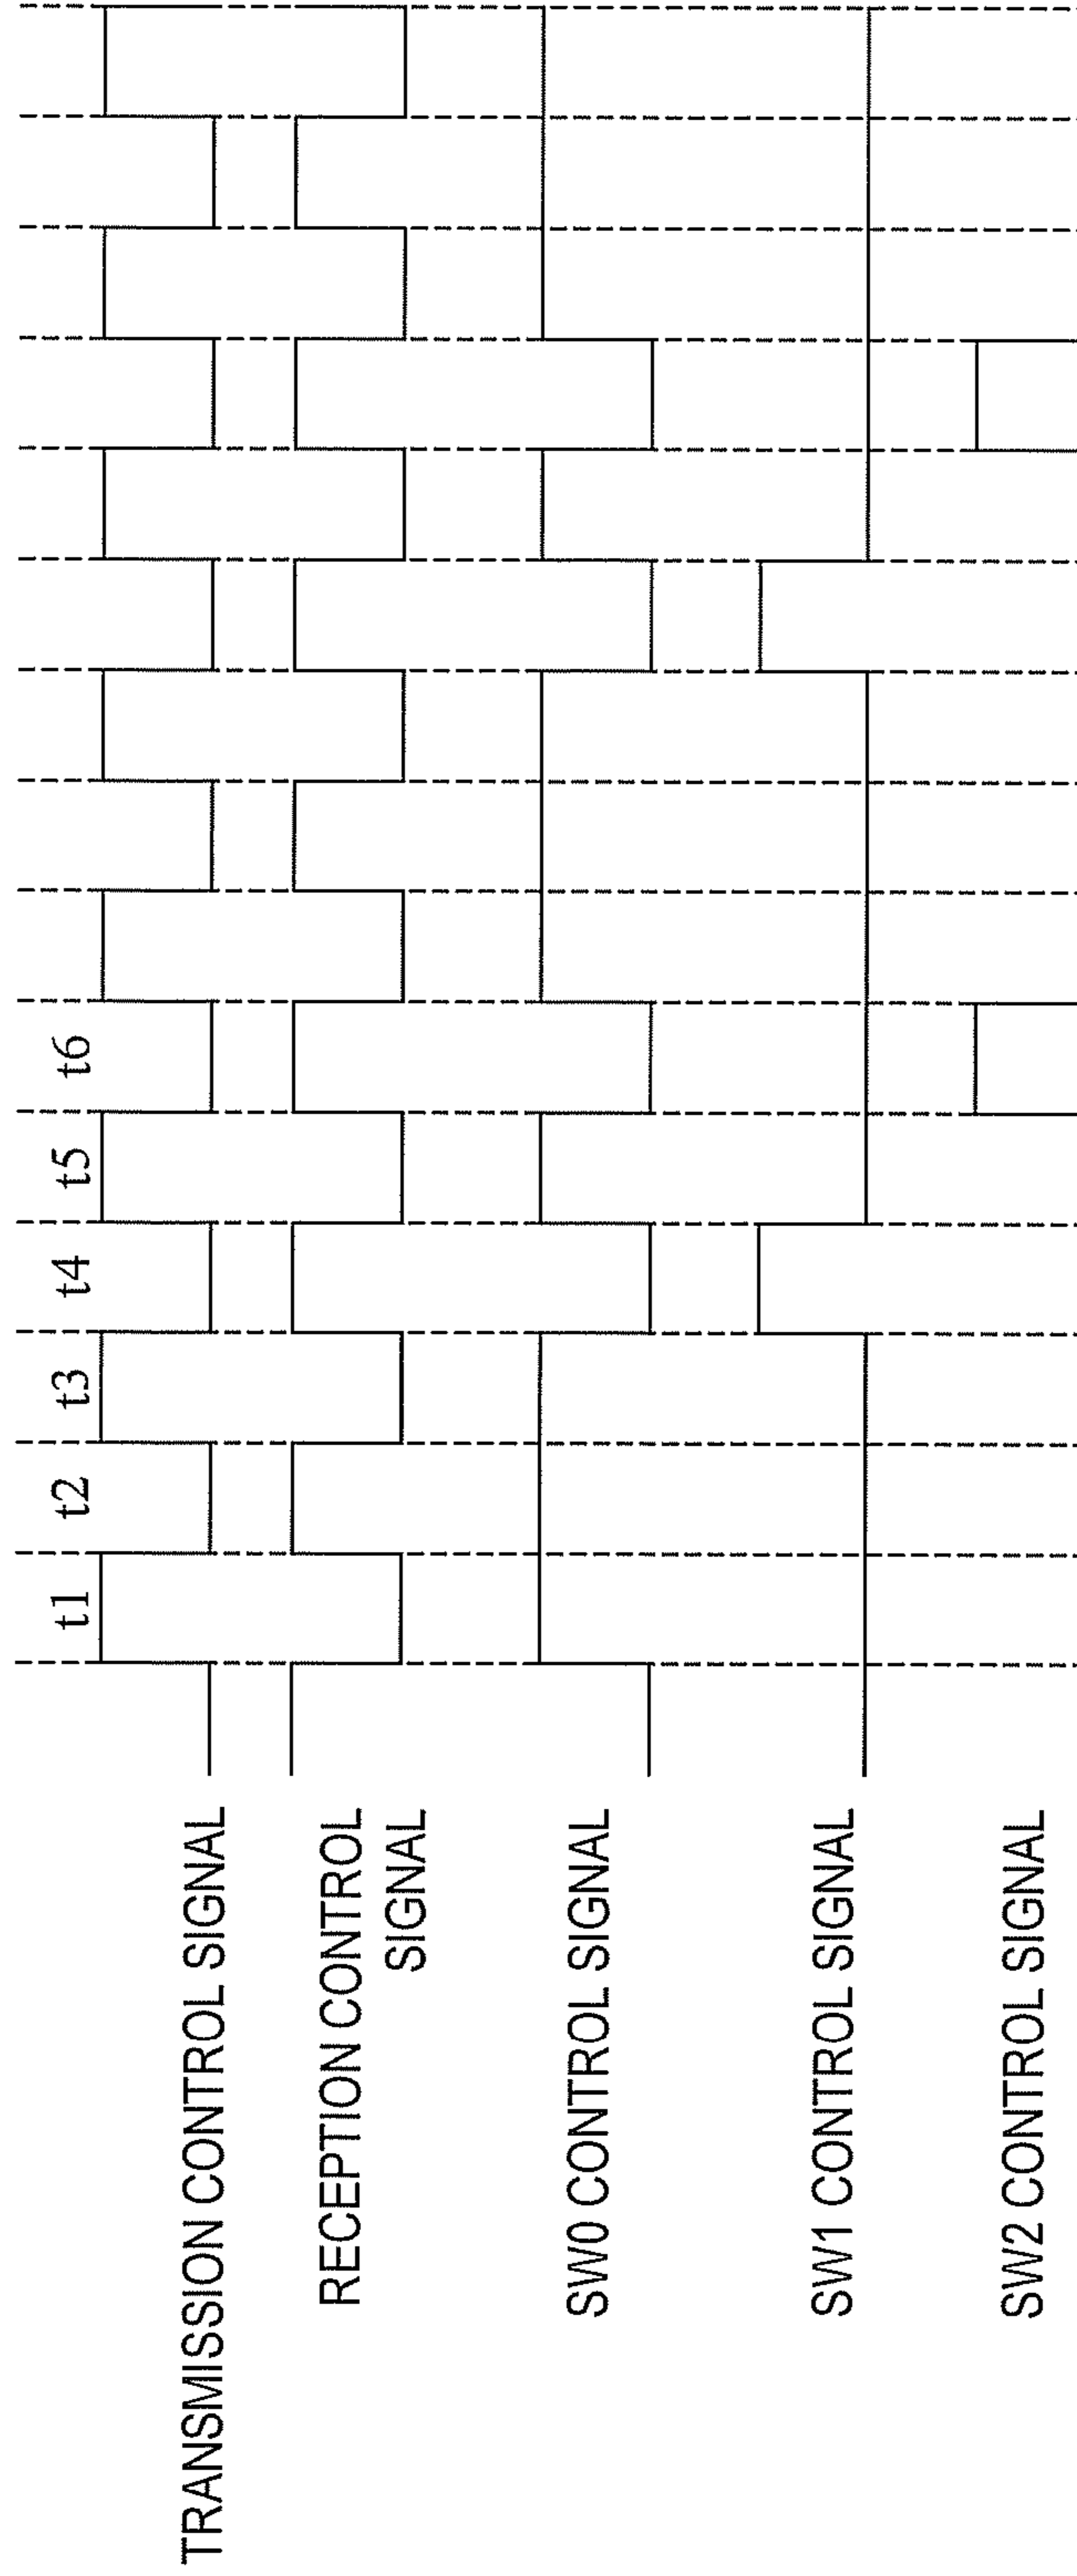 t1 t2 t3 t4 t5 t6
TRANSMISSION CONTROL SIGNAL
RECEPTION CONTROL
SIGNAL
SW0 CONTROL SIGNAL
SW1 CONTROL SIGNAL
SW2 CONTROL SIGNAL